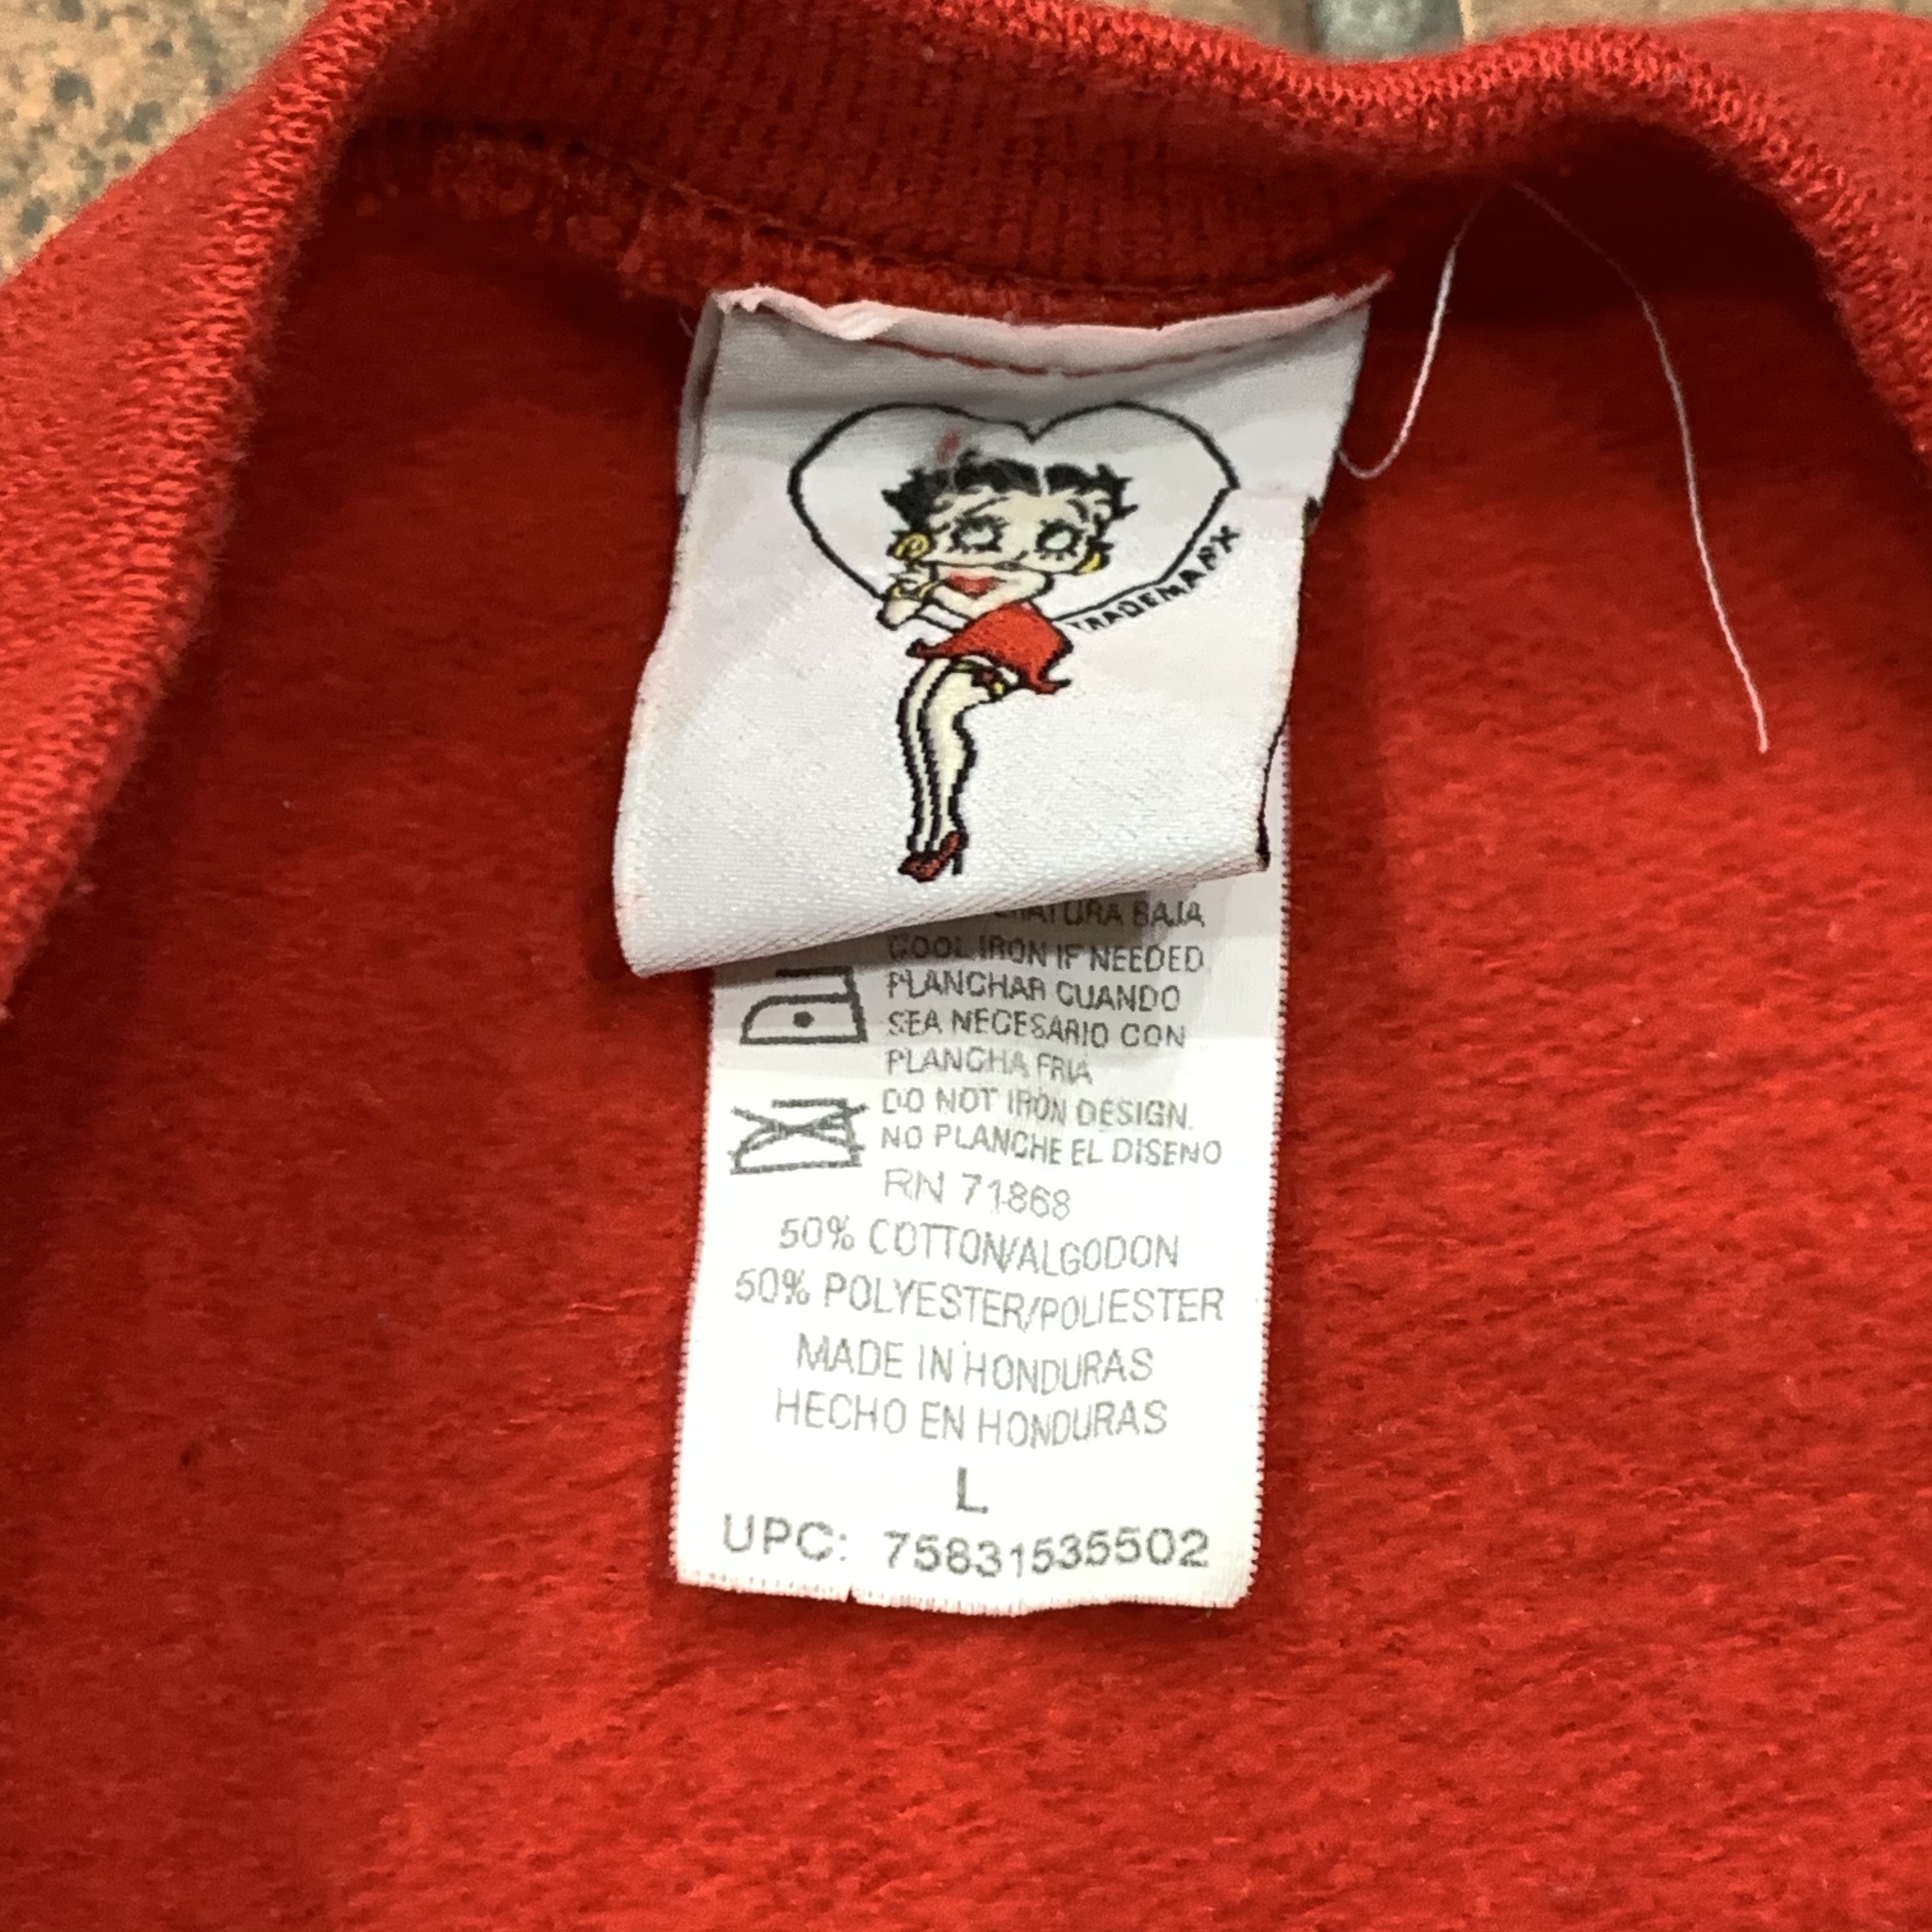 TRADEMARK
BAJA
COOL IRON IF NEEDED
PLANCHAR CUANDO
SEA NECESARIO CON
PLANCHA FRIA
DO NOT IRON DESIGN.
NO PLANCHE EL DISENO
RN 71868
50% COTTON/ALGODON
50% POLYESTER/POLIESTER
MADE IN HONDURAS
HECHO EN HONDURAS
L
UPC: 75831535502